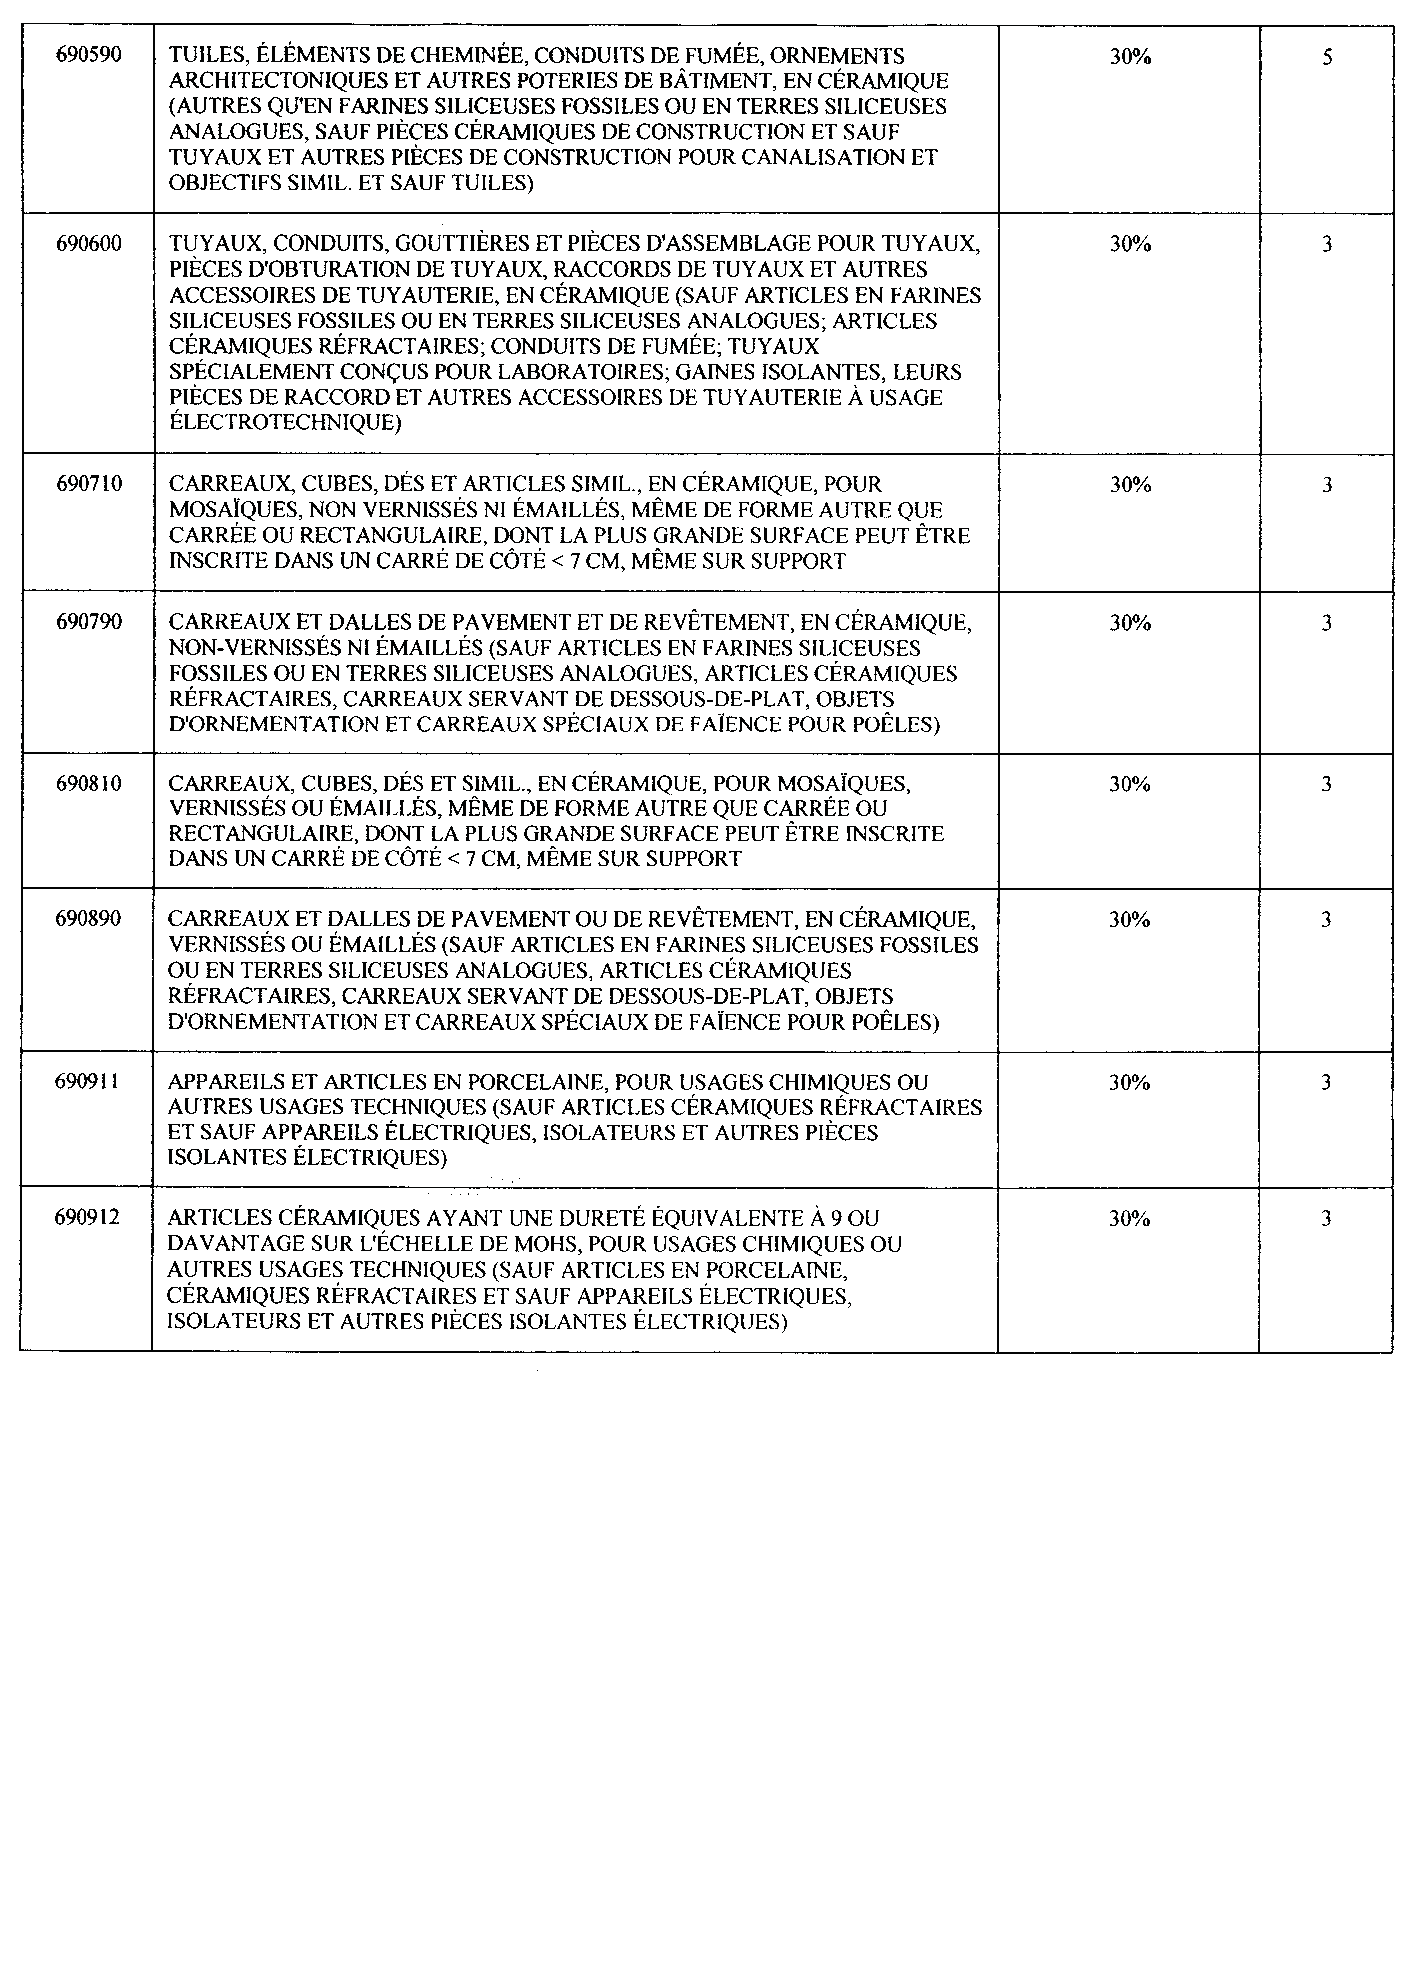 690590 TUILES, ÉLÉMENTS DE CHEMINÉE, CONDUITS DE FUMÉE, ORNEMENTS 30% 5
ARCHITECTONIQUES ET AUTRES POTERIES DE BÂTIMENT, EN CÉRAMIQUE
(AUTRES QU'EN FARINES SILICEUSES FOSSILES OU EN TERRES SILICEUSES
ANALOGUES, SAUF PIÈCES CÉRAMIQUES DE CONSTRUCTION ET SAUF
TUYAUX ET AUTRES PIÈCES DE CONSTRUCTION POUR CANALISATION ET
OBJECTIFS SIMIL. ET SAUF TUILES)
690600 TUYAUX, CONDUITS, GOUTTIÈRES ET PIÈCES D'ASSEMBLAGE POUR TUYAUX, 30% 3
PIÈCES D'OBTURATION DE TUYAUX, RACCORDS DE TUYAUX ET AUTRES
ACCESSOIRES DE TUYAUTERIE, EN CÉRAMIQUE (SAUF ARTICLES EN FARINES
SILICEUSES FOSSILES OU EN TERRES SILICEUSES ANALOGUES; ARTICLES
CÉRAMIQUES RÉFRACTAIRES; CONDUITS DE FUMÉE; TUYAUX
SPÉCIALEMENT CONÇUS POUR LABORATOIRES; GAINES ISOLANTES, LEURS
PIÈCES DE RACCORD ET AUTRES ACCESSOIRES DE TUYAUTERIE À USAGE
ÉLECTROTECHNIQUE)
690710 CARREAUX, CUBES, DÉS ET ARTICLES SIMIL., EN CÉRAMIQUE, POUR 30% 3
MOSAÏQUES, NON VERNISSÉS NI ÉMAILLÉS, MÊME DE FORME AUTRE QUE
CARRÉE OU RECTANGULAIRE, DONT LA PLUS GRANDE SURFACE PEUT ÊTRE
INSCRITE DANS UN CARRÉ DE CÔTÉ < 7 CM, MÊME SUR SUPPORT
690790 CARREAUX ET DALLES DE PAVEMENT ET DE REVÊTEMENT, EN CÉRAMIQUE, 30% 3
NON-VERNISSÉS NI ÉMAILLÉS (SAUF ARTICLES EN FARINES SILICEUSES
FOSSILES OU EN TERRES SILICEUSES ANALOGUES, ARTICLES CÉRAMIQUES
RÉFRACTAIRES, CARREAUX SERVANT DE DESSOUS-DE-PLAT, OBJETS
D'ORNEMENTATION ET CARREAUX SPÉCIAUX DE FAÏENCE POUR POÊLES)
690810 CARREAUX, CUBES, DÉS ET SIMIL., EN CÉRAMIQUE, POUR MOSAÏQUES, 30% 3
VERNISSÉS OU ÉMAILLÉS, MÊME DE FORME AUTRE QUE CARRÉE OU
RECTANGULAIRE, DONT LA PLUS GRANDE SURFACE PEUT ÊTRE INSCRITE
DANS UN CARRÉ DE CÔTÉ < 7 CM, MÊME SUR SUPPORT
690890 CARREAUX ET DALLES DE PAVEMENT OU DE REVÊTEMENT, EN CÉRAMIQUE, 30% 3
VERNISSÉS OU ÉMAILLÉS (SAUF ARTICLES EN FARINES SILICEUSES FOSSILES
OU EN TERRES SILICEUSES ANALOGUES, ARTICLES CÉRAMIQUES
RÉFRACTAIRES, CARREAUX SERVANT DE DESSOUS-DE-PLAT, OBJETS
D'ORNEMENTATION ET CARREAUX SPÉCIAUX DE FAÏENCE POUR POÊLES)
690911 APPAREILS ET ARTICLES EN PORCELAINE, POUR USAGES CHIMIQUES OU 30% 3
AUTRES USAGES TECHNIQUES (SAUF ARTICLES CÉRAMIQUES RÉFRACTAIRES
ET SAUF APPAREILS ÉLECTRIQUES, ISOLATEURS ET AUTRES PIÈCES
ISOLANTES ÉLECTRIQUES)
690912 ARTICLES CÉRAMIQUES AYANT UNE DURETÉ ÉQUIVALENTE À 9 OU 30% 3
DAVANTAGE SUR L'ÉCHELLE DE MOHS, POUR USAGES CHIMIQUES OU
AUTRES USAGES TECHNIQUES (SAUF ARTICLES EN PORCELAINE,
CÉRAMIQUES RÉFRACTAIRES ET SAUF APPAREILS ÉLECTRIQUES,
ISOLATEURS ET AUTRES PIÈCES ISOLANTES ÉLECTRIQUES)